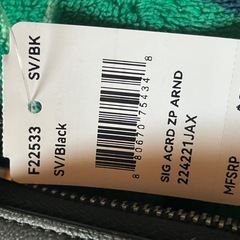 SV/BK
F22533
SV/Black
8 80670 75434 8
SIG ACRD ZP ARND
224221JAX
MFSRP